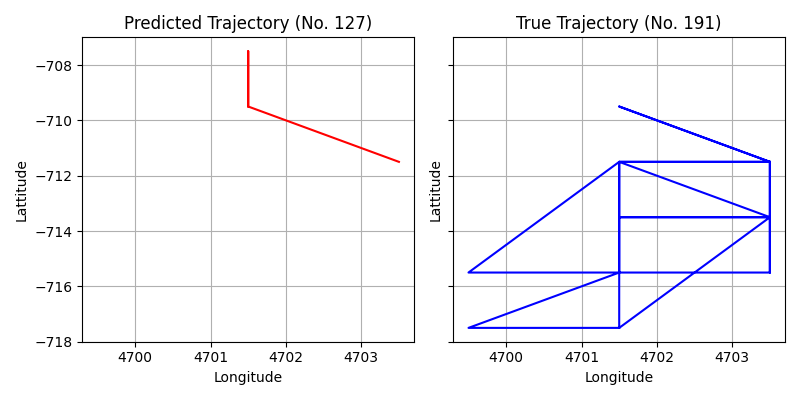 Predicted Trajectory (No. 127)
True Trajectory (No. 191)
−708
−710
−712
−714
−716
−718
Lattitude
Lattitude
4700
4701
4702
4703
4700
4701
4702
4703
Longitude
Longitude